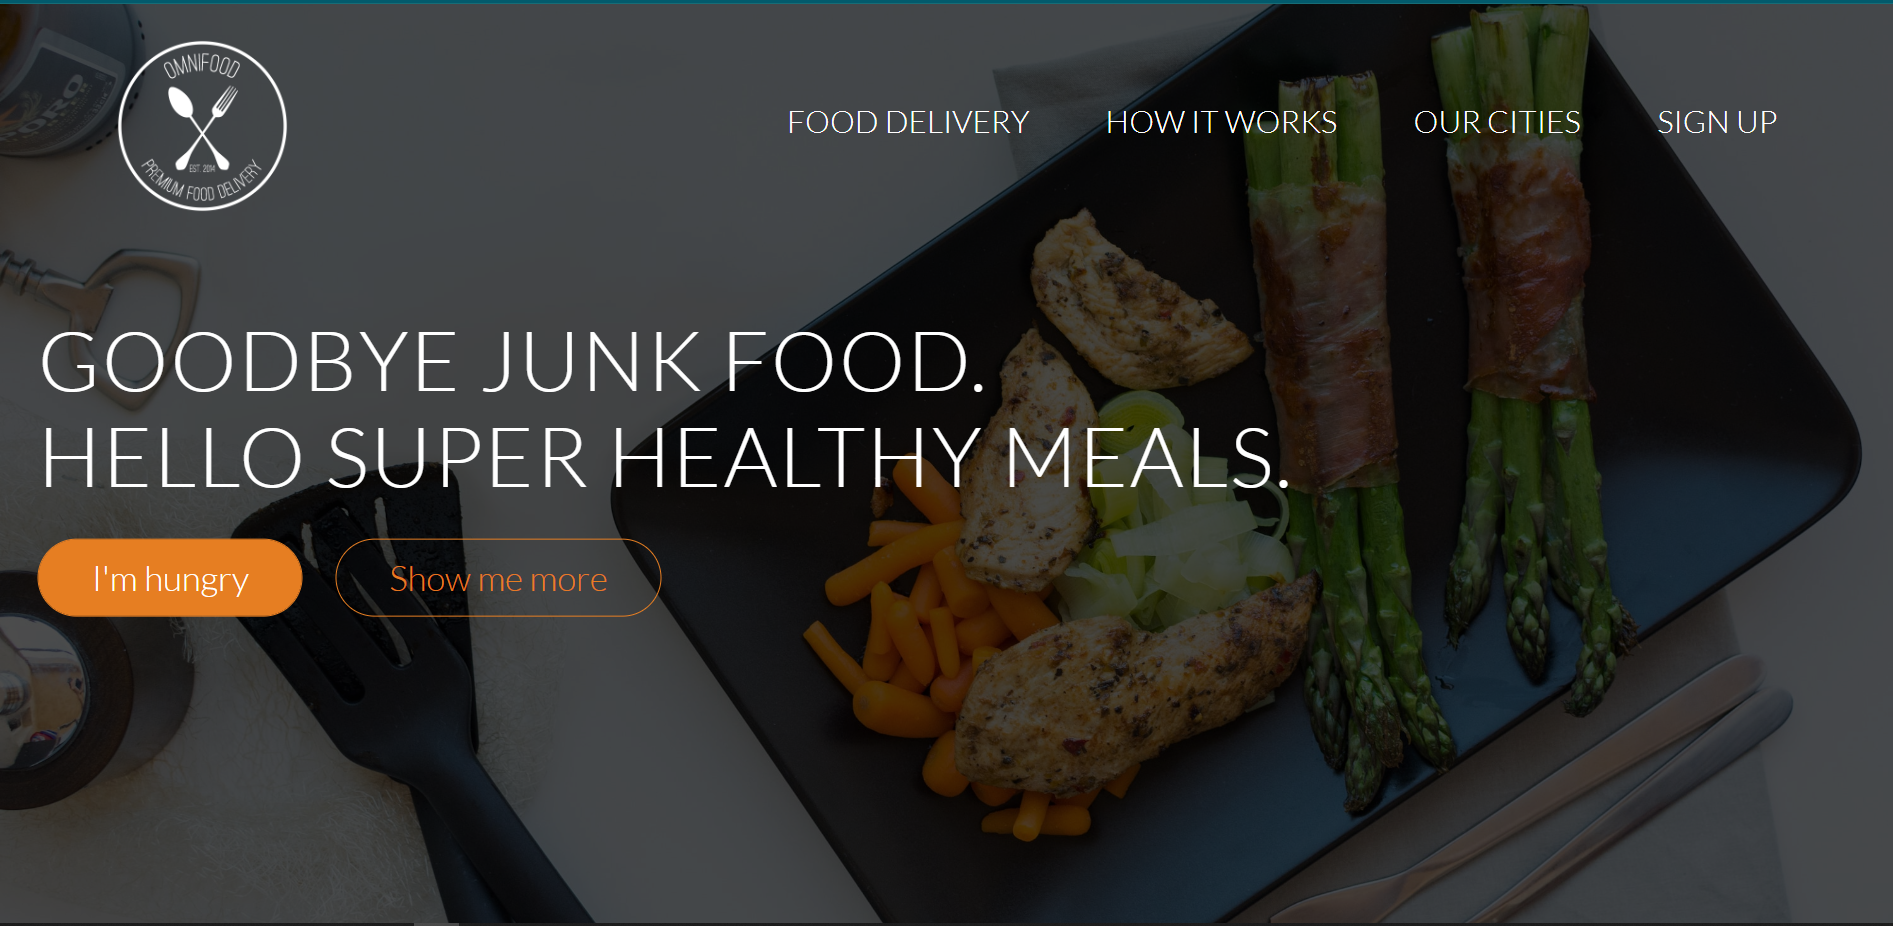 OMNIFOOD
EST. 2014
PREMIUM FOOD DELIVERY
FOOD DELIVERY
HOW IT WORKS
OUR CITIES
SIGN UP
GOODBYE JUNK FOOD.
HELLO SUPER HEALTHY MEALS.
I'm hungry
Show me more